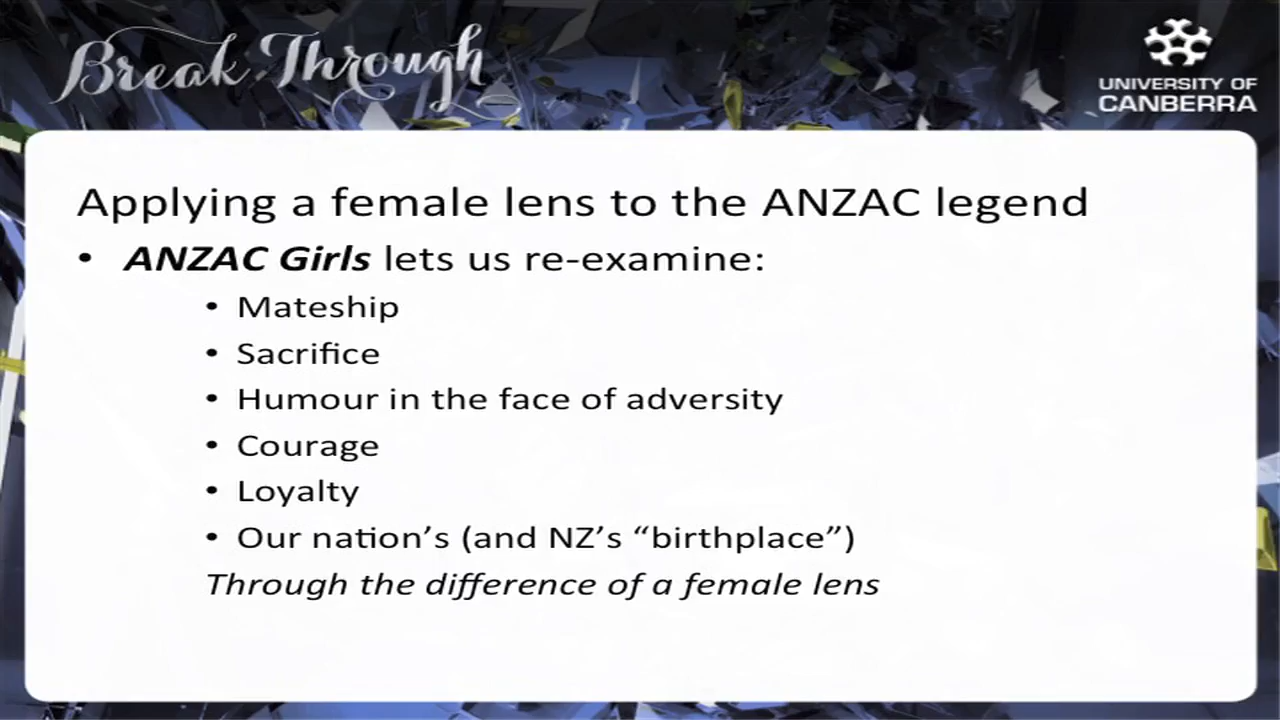 Break Through
UNIVERSITY OF
CANBERRA
Applying a female lens to the ANZAC legend
• ANZAC Girls lets us re-examine:
• Mateship
• Sacrifice
• Humour in the face of adversity
• Courage
• Loyalty
• Our nation’s (and NZ’s “birthplace”)
Through the difference of a female lens